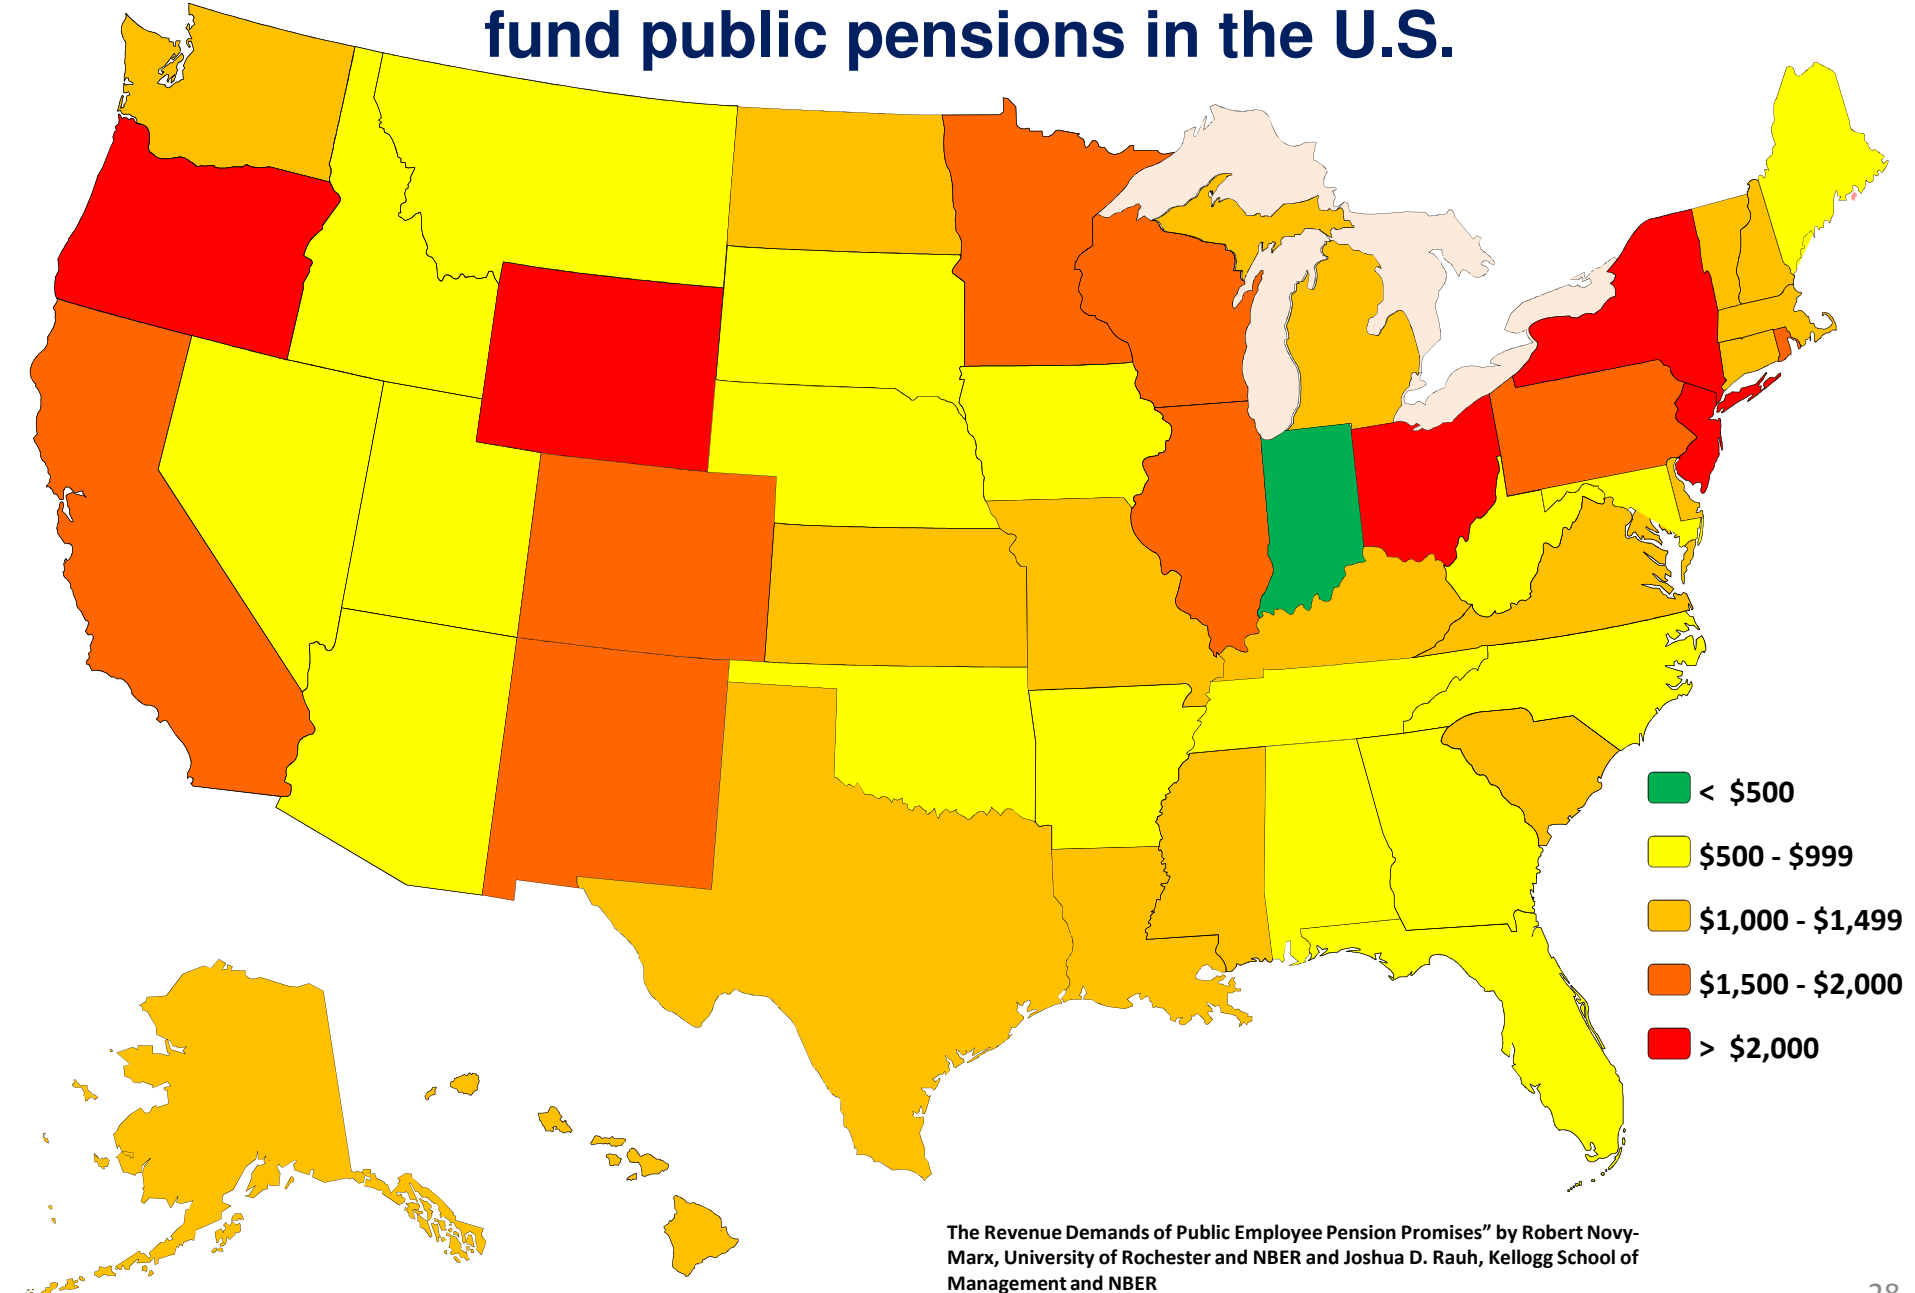 fund public pensions in the U.S.
< $500
$500 - $999
$1,000 - $1,499
$1,500 - $2,000
> $2,000
The Revenue Demands of Public Employee Pension Promises” by Robert Novy-
Marx, University of Rochester and NBER and Joshua D. Rauh, Kellogg School of
Management and NBER
28